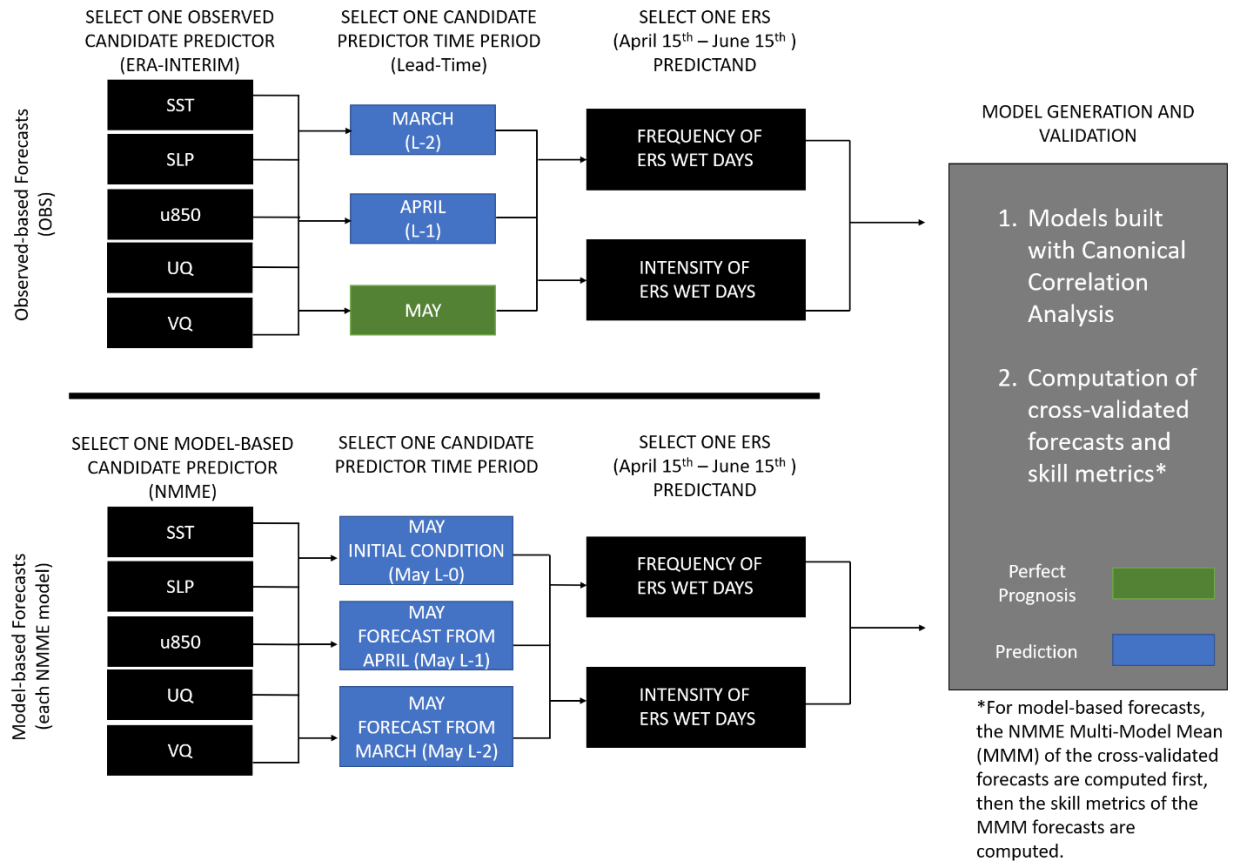 SELECT ONE OBSERVED
CANDIDATE PREDICTOR
(ERA-INTERIM)
SELECT ONE CANDIDATE
PREDICTOR TIME PERIOD
(Lead-Time)
SELECT ONE ERS
(April 15th – June 15th )
PREDICTAND
Observed-based Forecasts
(OBS)
SST
SLP
u850
UQ
VQ
MARCH
(L-2)
APRIL
(L-1)
MAY
FREQUENCY OF
ERS WET DAYS
INTENSITY OF
ERS WET DAYS
SELECT ONE MODEL-BASED
CANDIDATE PREDICTOR
(NMME)
SELECT ONE CANDIDATE
PREDICTOR TIME PERIOD
SELECT ONE ERS
(April 15th – June 15th )
PREDICTAND
Model-based Forecasts
(each NMME model)
SST
SLP
u850
UQ
VQ
MAY
INITIAL CONDITION
(May L-0)
MAY
FORECAST FROM
APRIL (May L-1)
MAY
FORECAST FROM
MARCH (May L-2)
FREQUENCY OF
ERS WET DAYS
INTENSITY OF
ERS WET DAYS
MODEL GENERATION AND
VALIDATION
1. Models built
with Canonical
Correlation
Analysis
2. Computation of
cross-validated
forecasts and
skill metrics*
Perfect
Prognosis
Prediction
*For model-based forecasts,
the NMME Multi-Model Mean
(MMM) of the cross-validated
forecasts are computed first,
then the skill metrics of the
MMM forecasts are
computed.